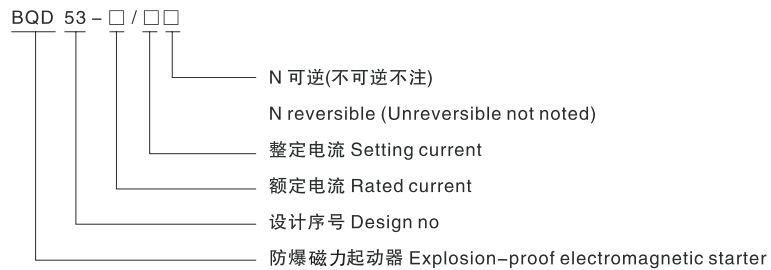 BQD 53-□/□□
N 可逆(不可逆不注)
N reversible (Unreversible not noted)
整定电流 Setting current
额定电流 Rated current
设计序号 Design no
防爆磁力起动器 Explosion-proof electromagnetic starter